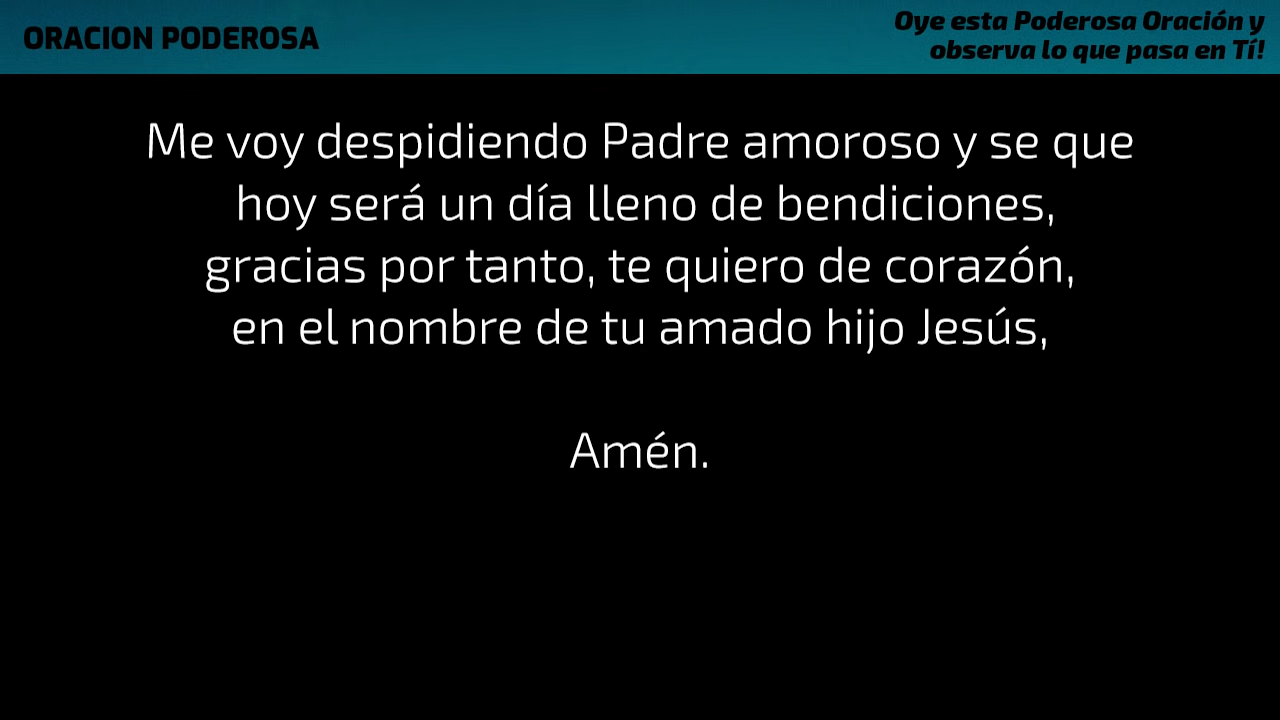 ORACION PODEROSA
Oye esta Poderosa Oración y
observa lo que pasa en Tí!
Me voy despidiendo Padre amoroso y se que
hoy será un día lleno de bendiciones,
gracias por tanto, te quiero de corazón,
en el nombre de tu amado hijo Jesús,
Amén.